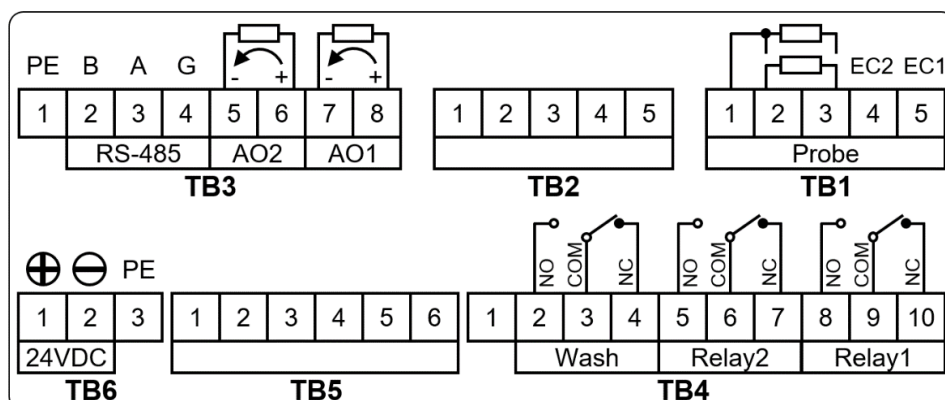 PE B A G - + - + EC2 EC1
1 2 3 4 5 6 7 8 1 2 3 4 5 1 2 3 4 5
RS-485 AO2 AO1 Probe
TB3 TB2 TB1
NO COM NC NO COM NC NO COM NC
+ - PE
1 2 3 1 2 3 4 5 6 1 2 3 4 5 6 7 8 9 10
24VDC Wash Relay2 Relay1
TB6 TB5 TB4